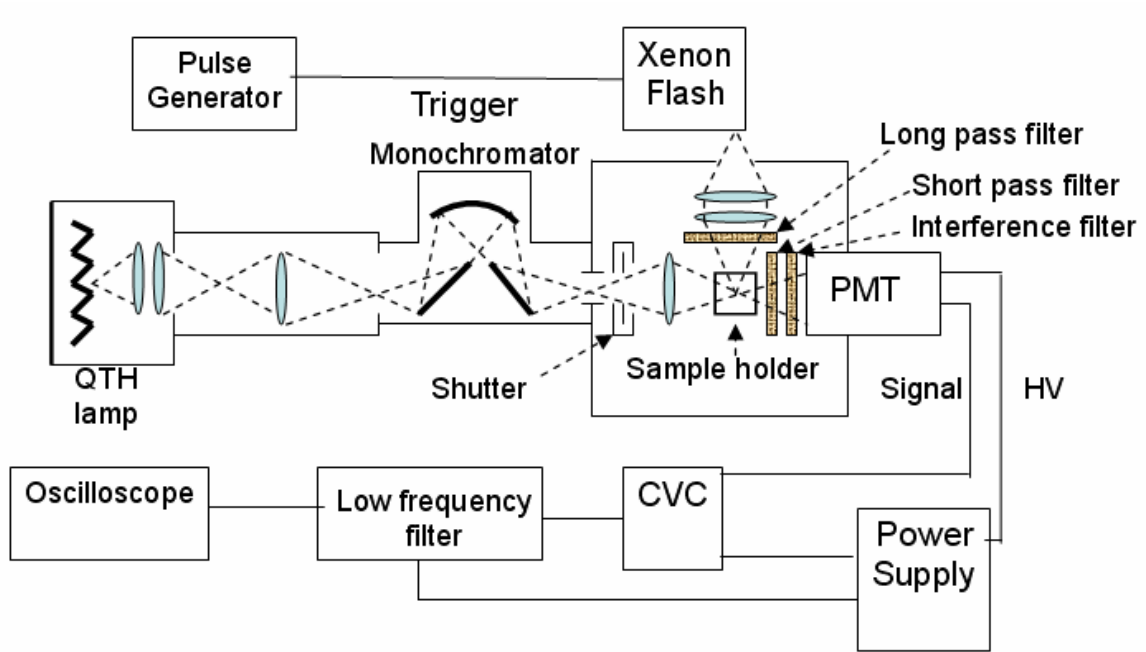 Pulse
Generator
Xenon
Flash
Trigger
Monochromator
Long pass filter
Short pass filter
Interference filter
PMT
QTH
lamp
Shutter
Sample holder
Signal
HV
Oscilloscope
Low frequency
filter
CVC
Power
Supply